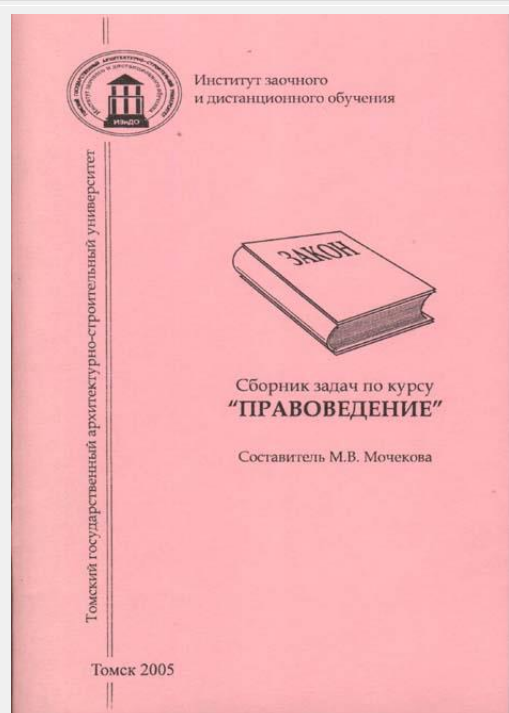 Институт заочного
и дистанционного обучения
ИЗиДО
Томский государственный архитектурно-строительный университет
ЗАКОН
Сборник задач по курсу
"ПРАВОВЕДЕНИЕ"
Составитель М.В. Мочекова
Томск 2005